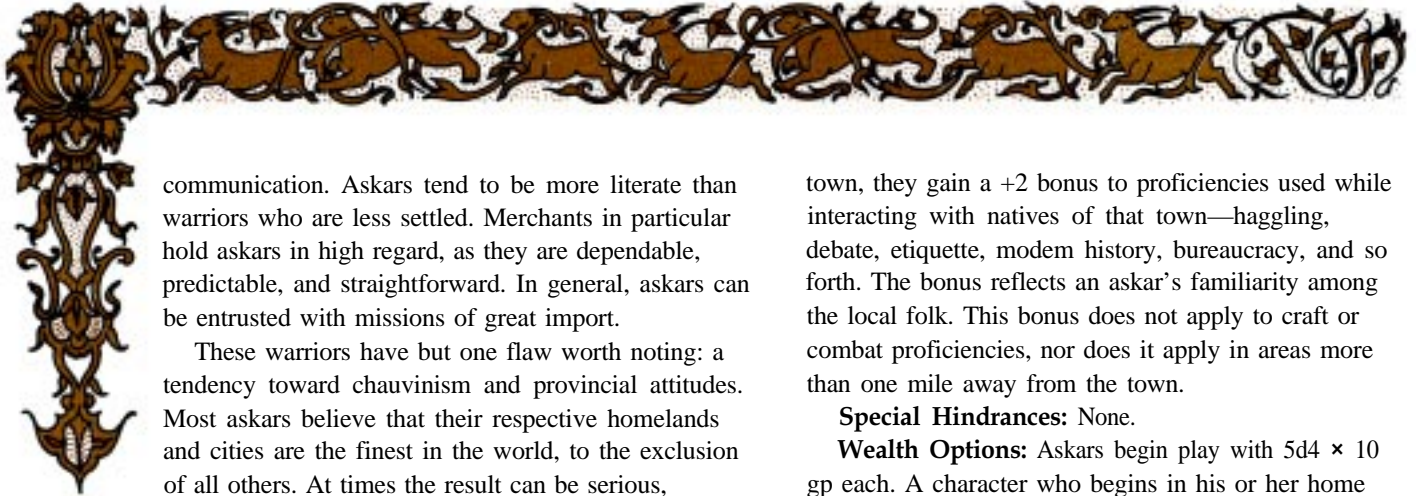 communication. Askars tend to be more literate than
warriors who are less settled. Merchants in particular
hold askars in high regard, as they are dependable,
predictable, and straightforward. In general, askars can
be entrusted with missions of great import.
These warriors have but one flaw worth noting: a
tendency toward chauvinism and provincial attitudes.
Most askars believe that their respective homelands
and cities are the finest in the world, to the exclusion
of all others. At times the result can be serious,
town, they gain a +2 bonus to proficiencies used while
interacting with natives of that town—haggling,
debate, etiquette, modem history, bureaucracy, and so
forth. The bonus reflects an askar's familiarity among
the local folk. This bonus does not apply to craft or
combat proficiencies, nor does it apply in areas more
than one mile away from the town.
Special Hindrances: None.
Wealth Options: Askars begin play with 5d4 × 10
gp each. A character who begins in his or her home